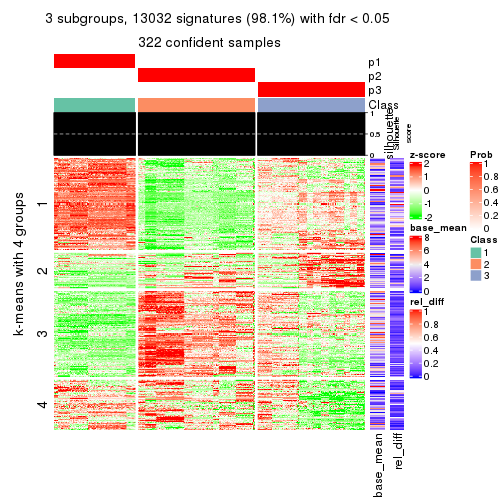 3 subgroups, 13032 signatures (98.1%) with fdr < 0.05
322 confident samples
p1
p2
p3
Class
1
0.5
0
silhouette
Silhouette
score
k-means with 4 groups
1
2
3
4
base_mean
rel_diff
z-score
2
1
0
-1
-2
base_mean
8
6
4
2
0
rel_diff
1
0.8
0.6
0.4
0.2
0
Prob
1
0.8
0.6
0.4
0.2
0
Class
1
2
3